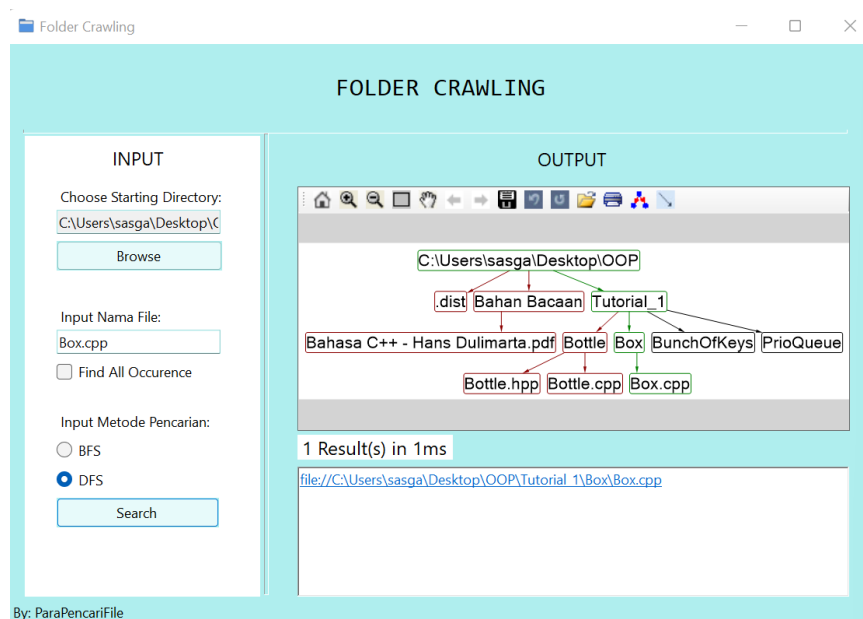 Folder Crawling
FOLDER CRAWLING
INPUT
Choose Starting Directory:
C:\Users\sasga\Desktop\(
Browse
Input Nama File:
Box.cpp
Find All Occurence
Input Metode Pencarian:
BFS
DFS
Search
OUTPUT
C:\Users\sasga\Desktop\OOP
.dist Bahan Bacaan Tutorial_1
Bahasa C++ - Hans Dulimarta.pdf Bottle Box BunchOfKeys PrioQueue
Bottle.hpp Bottle.cpp Box.cpp
1 Result(s) in 1ms
file://C:\Users\sasga\Desktop\OOP\Tutorial_1\Box\Box.cpp
By: ParaPencariFile